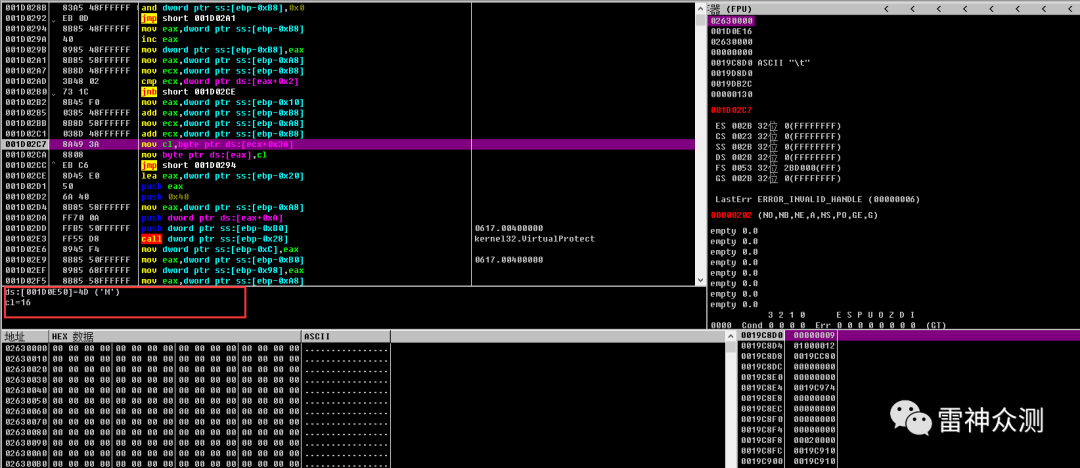 001D028B 83A5 48FFFFFF and dword ptr ss:[ebp-0xB8],0x0
001D0292 EB 0D jmp short 001D02A1
001D0294 8B85 48FFFFFF mov eax,dword ptr ss:[ebp-0xB8]
001D029A 40 inc eax
001D029B 8985 48FFFFFF mov dword ptr ss:[ebp-0xB8],eax
001D02A1 8B85 58FFFFFF mov eax,dword ptr ss:[ebp-0xA8]
001D02A7 8B8D 48FFFFFF mov ecx,dword ptr ss:[ebp-0xB8]
001D02AD 3B48 02 cmp ecx,dword ptr ds:[eax+0x2]
001D02B0 73 1C jnb short 001D02CE
001D02B2 8B45 F0 mov eax,dword ptr ss:[ebp-0x10]
001D02B5 0385 48FFFFFF add eax,dword ptr ss:[ebp-0xB8]
001D02BB 8B8D 58FFFFFF mov ecx,dword ptr ss:[ebp-0xA8]
001D02C1 038D 48FFFFFF add ecx,dword ptr ss:[ebp-0xB8]
001D02C7 8A49 3A mov cl,byte ptr ds:[ecx+0x3A]
001D02CA 8808 mov byte ptr ds:[eax],cl
001D02CC EB C6 jmp short 001D0294
001D02CE 8D45 E0 lea eax,dword ptr ss:[ebp-0x20]
001D02D1 50 push eax
001D02D2 6A 40 push 0x40
001D02D4 8B85 58FFFFFF mov eax,dword ptr ss:[ebp-0xA8]
001D02DA FF70 0A push dword ptr ds:[eax+0xA]
001D02DD FFB5 50FFFFFF push dword ptr ss:[ebp-0xB0] 0617.00400000
001D02E3 FF55 D8 call dword ptr ss:[ebp-0x28] kernel32.VirtualProtect
001D02E6 8945 F4 mov dword ptr ss:[ebp-0xC],eax
001D02E9 8B85 50FFFFFF mov eax,dword ptr ss:[ebp-0xB0] 0617.00400000
001D02EF 8985 68FFFFFF mov dword ptr ss:[ebp-0x98],eax
001D02F5 8B85 58FFFFFF mov eax,dword ptr ss:[ebp-0xA8]
ds:[001D0E50]=4D ('M')
cl=16
器 (FPU) < < < < < < <
02630000
001D0E16
02630000
00000000
0019C8D0 ASCII "\t"
0019D8D0
0019DB2C
00000130
001D02C7
ES 002B 32位 0(FFFFFFFF)
CS 0023 32位 0(FFFFFFFF)
SS 002B 32位 0(FFFFFFFF)
DS 002B 32位 0(FFFFFFFF)
FS 0053 32位 2BD000(FFF)
GS 002B 32位 0(FFFFFFFF)
LastErr ERROR_INVALID_HANDLE (00000006)
00000202 (NO,NB,NE,A,NS,PO,GE,G)
empty 0.0
empty 0.0
empty 0.0
empty 0.0
empty 0.0
empty 0.0
empty 0.0
empty 0.0
3 2 1 0 E S P U O Z D I
0000 Cond 0 0 0 0 Err 0 0 0 0 0 0 0 0 (GT)
地址 HEX 数据 ASCII
02630000 00 00 00 00 00 00 00 00 00 00 00 00 00 00 00 00 ................
02630010 00 00 00 00 00 00 00 00 00 00 00 00 00 00 00 00 ................
02630020 00 00 00 00 00 00 00 00 00 00 00 00 00 00 00 00 ................
02630030 00 00 00 00 00 00 00 00 00 00 00 00 00 00 00 00 ................
02630040 00 00 00 00 00 00 00 00 00 00 00 00 00 00 00 00 ................
02630050 00 00 00 00 00 00 00 00 00 00 00 00 00 00 00 00 ................
02630060 00 00 00 00 00 00 00 00 00 00 00 00 00 00 00 00 ................
02630070 00 00 00 00 00 00 00 00 00 00 00 00 00 00 00 00 ................
02630080 00 00 00 00 00 00 00 00 00 00 00 00 00 00 00 00 ................
02630090 00 00 00 00 00 00 00 00 00 00 00 00 00 00 00 00 ................
026300A0 00 00 00 00 00 00 00 00 00 00 00 00 00 00 00 00 ................
026300B0 00 00 00 00 00 00 00 00 00 00 00 00 00 00 00 00 ................
0019C8D0 00000009
0019C8D4 01000012
0019C8D8 0019CC80
0019C8DC 00000000
0019C8E0 00000000
0019C8E4 0019C974
0019C8E8 00000000
0019C8EC 00000000
0019C8F0 00000000
0019C8F4 00000000
0019C8F8 00020000
0019C8FC 0019C910
0019C900 0019C910
雷神众测